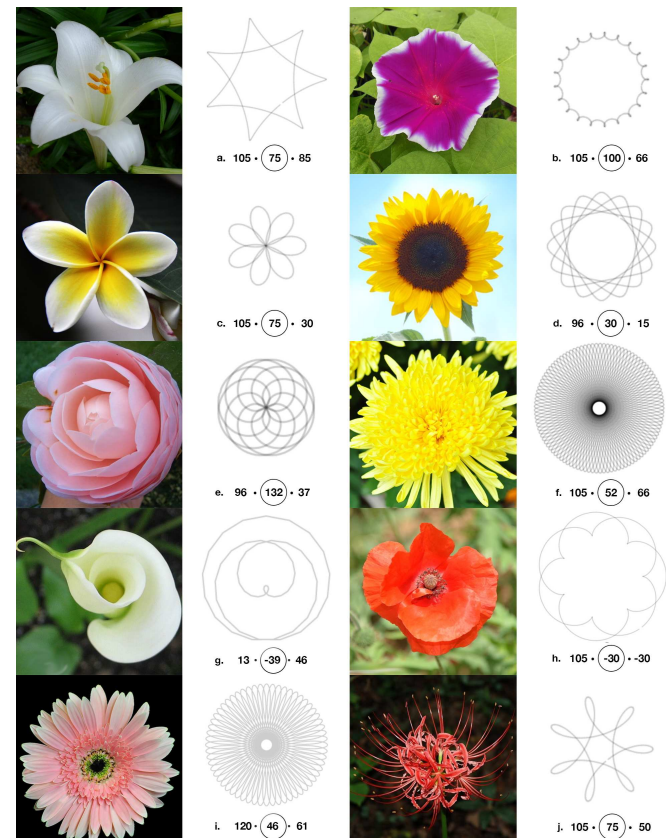 a. 105 • 75 • 85
b. 105 • 100 • 66
c. 105 • 75 • 30
d. 96 • 30 • 15
e. 96 • 132 • 37
f. 105 • 52 • 66
g. 13 • -39 • 46
h. 105 • -30 • -30
i. 120 • 46 • 61
j. 105 • 75 • 50